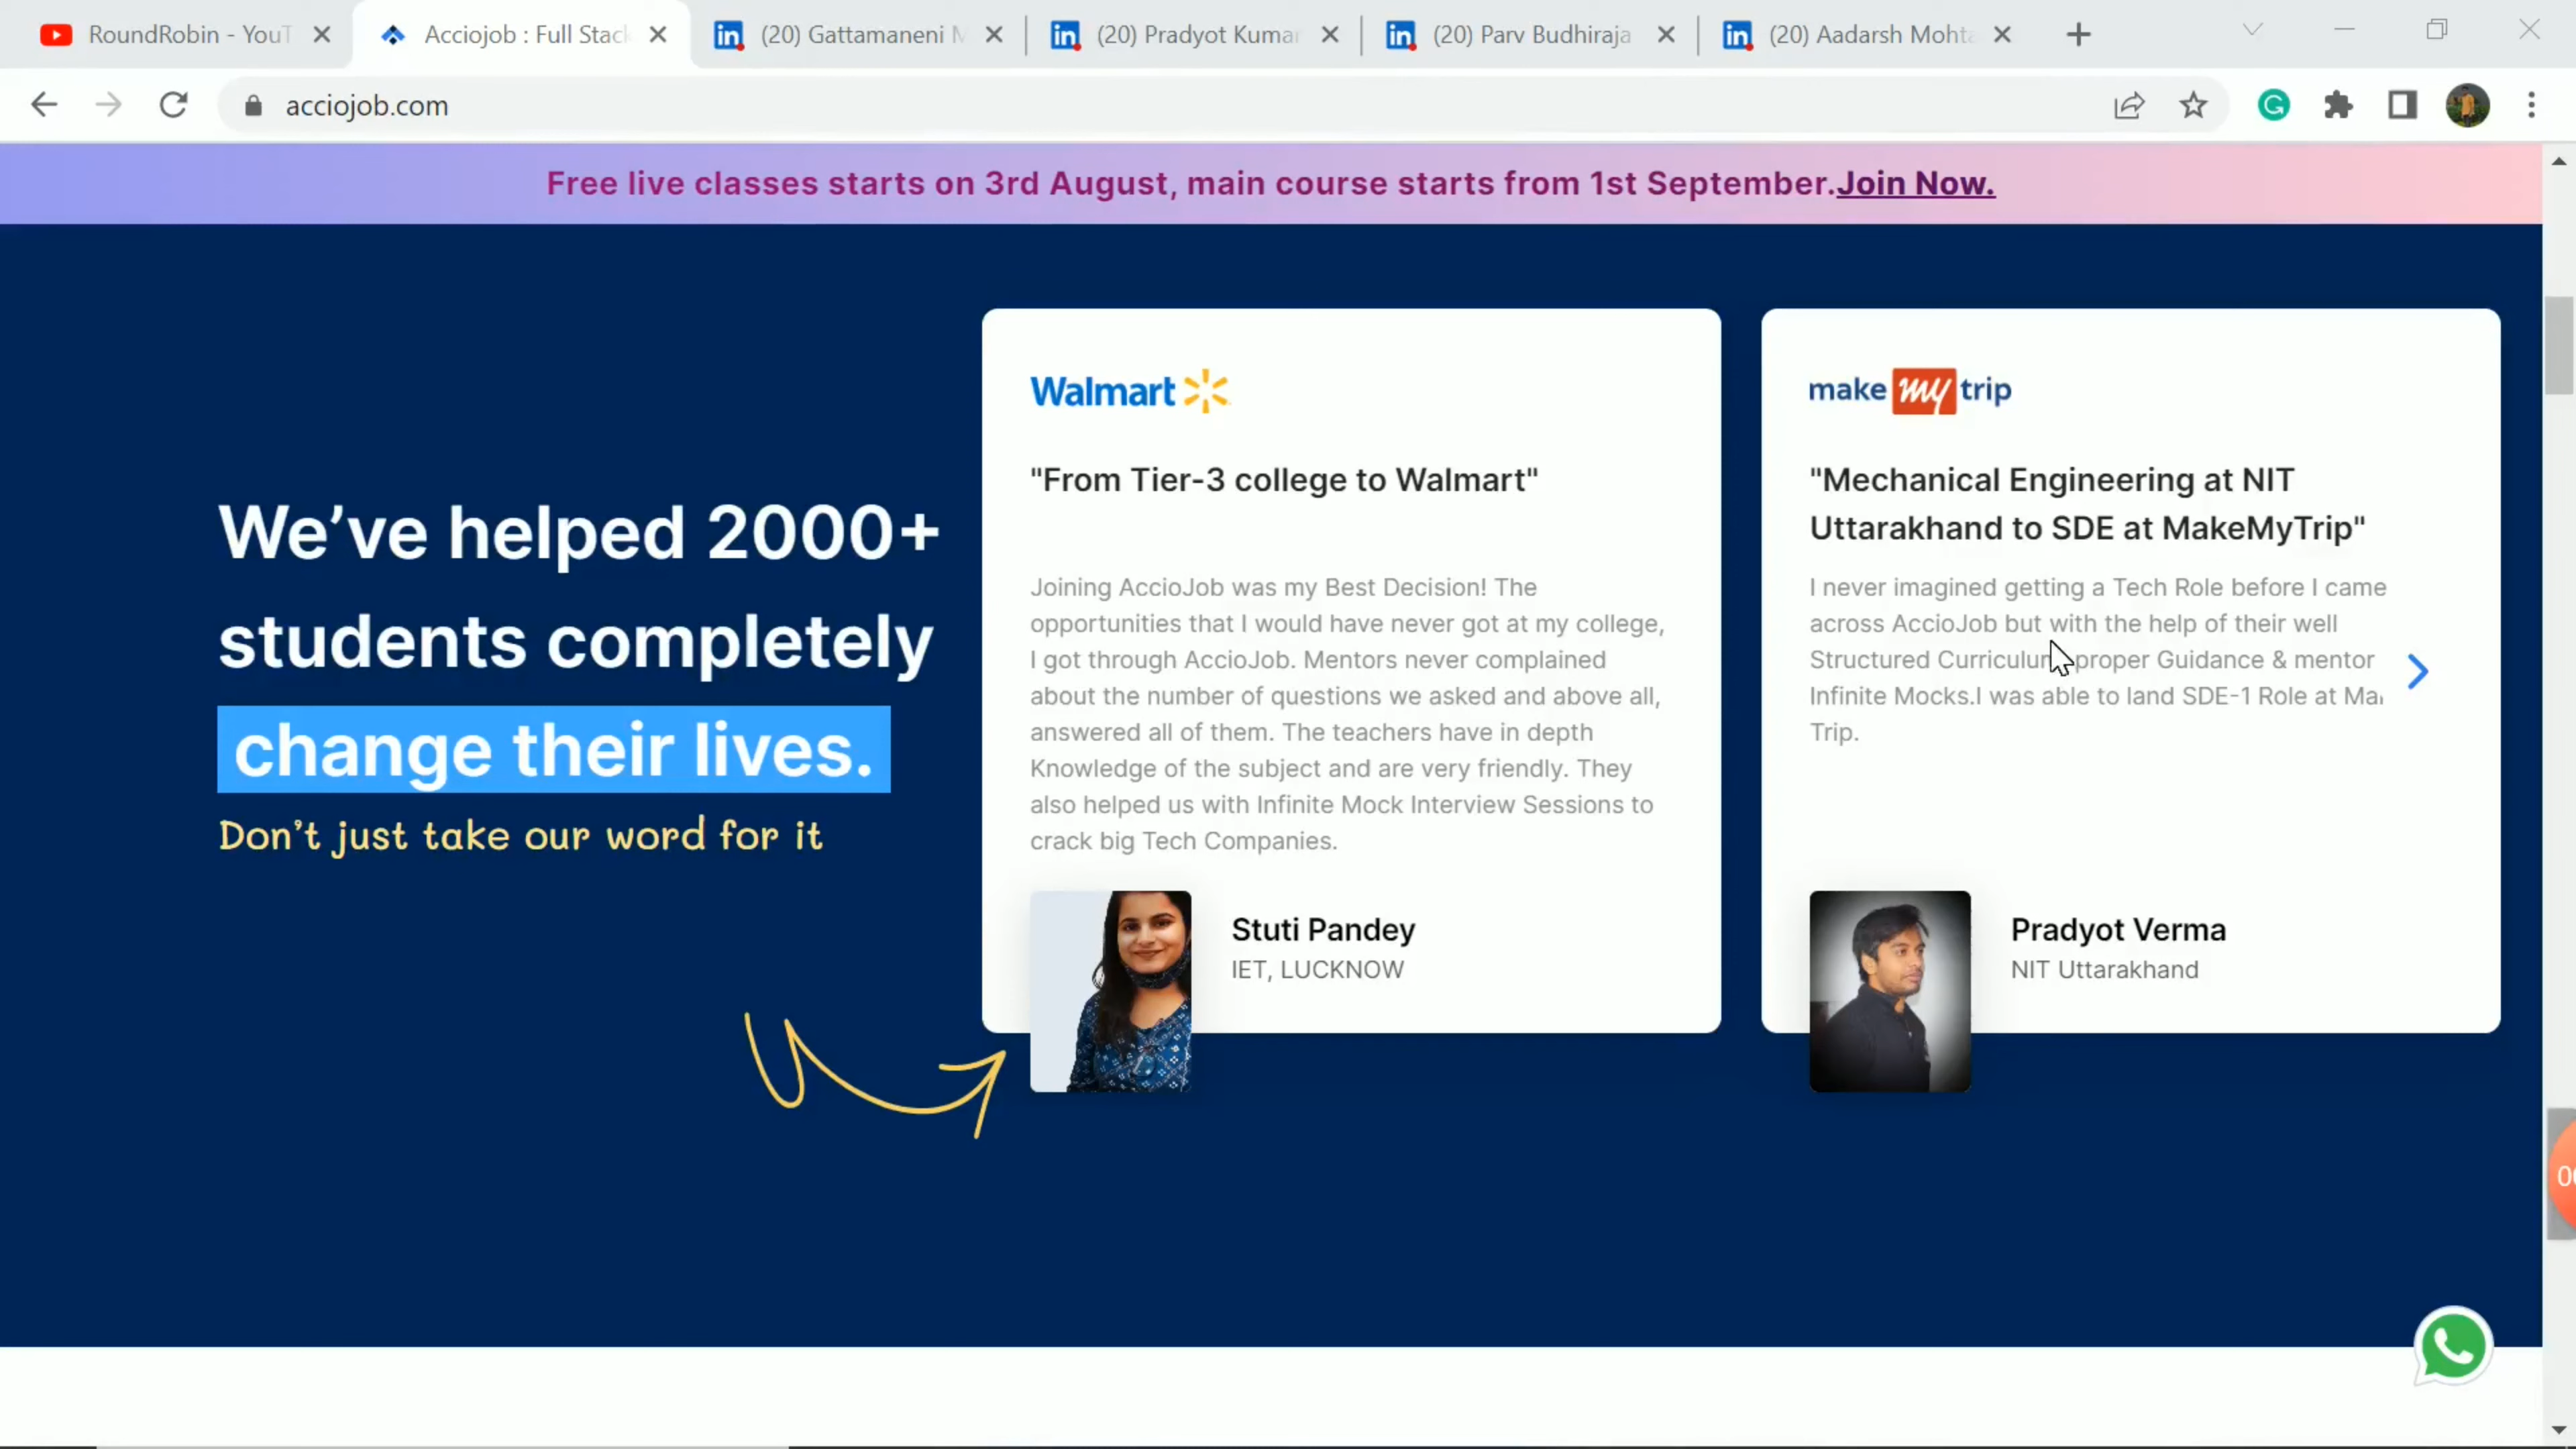 RoundRobin - YouT
Acciojob : Full Stack
(20) Gattamaneni M
(20) Pradyot Kumar
(20) Parv Budhiraja
(20) Aadarsh Mohta
acciojob.com
Free live classes starts on 3rd August, main course starts from 1st September.Join Now.
We've helped 2000+
students completely
change their lives.
Don't just take our word for it
Walmart
"From Tier-3 college to Walmart"
Joining AccioJob was my Best Decision! The
opportunities that I would have never got at my college,
I got through AccioJob. Mentors never complained
about the number of questions we asked and above all,
answered all of them. The teachers have in depth
Knowledge of the subject and are very friendly. They
also helped us with Infinite Mock Interview Sessions to
crack big Tech Companies.
Stuti Pandey
IET, LUCKNOW
make my trip
"Mechanical Engineering at NIT
Uttarakhand to SDE at MakeMyTrip"
I never imagined getting a Tech Role before I came
across AccioJob but with the help of their well
Structured Curriculum proper Guidance & mentor
Infinite Mocks.I was able to land SDE-1 Role at Ma
Trip.
Pradyot Verma
NIT Uttarakhand